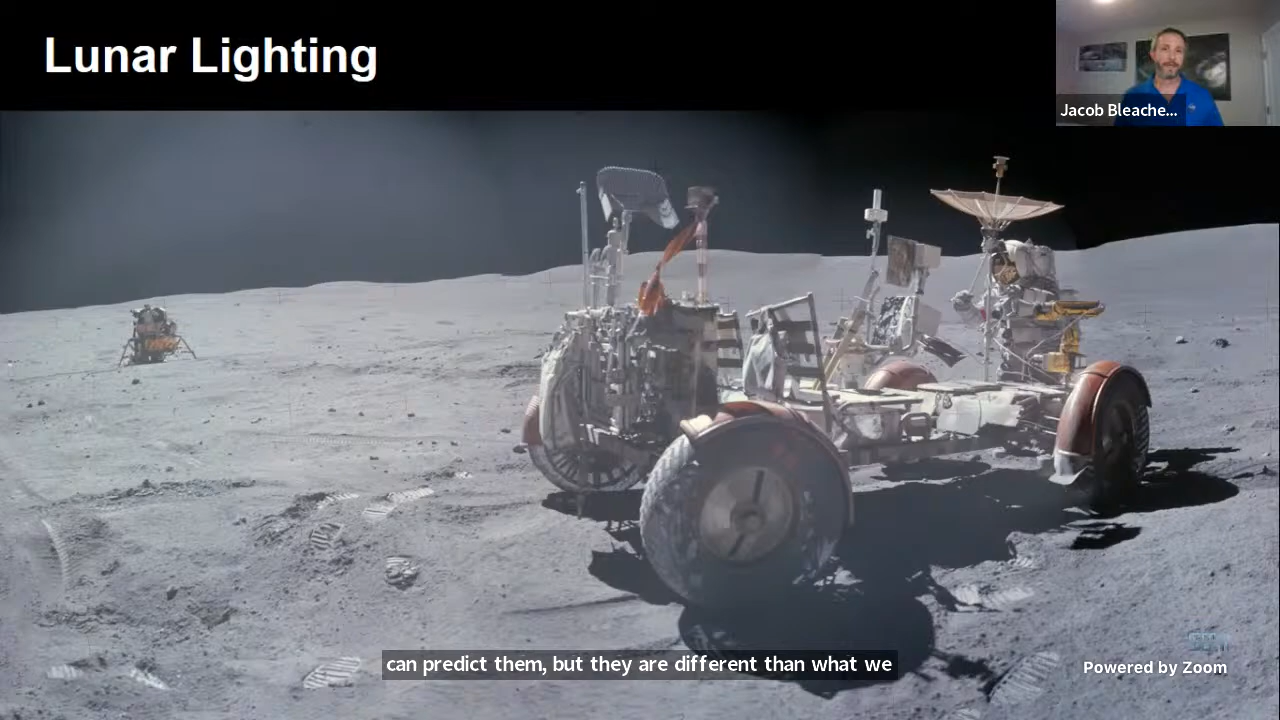 Lunar Lighting
Jacob Bleache...
can predict them, but they are different than what we
Powered by Zoom